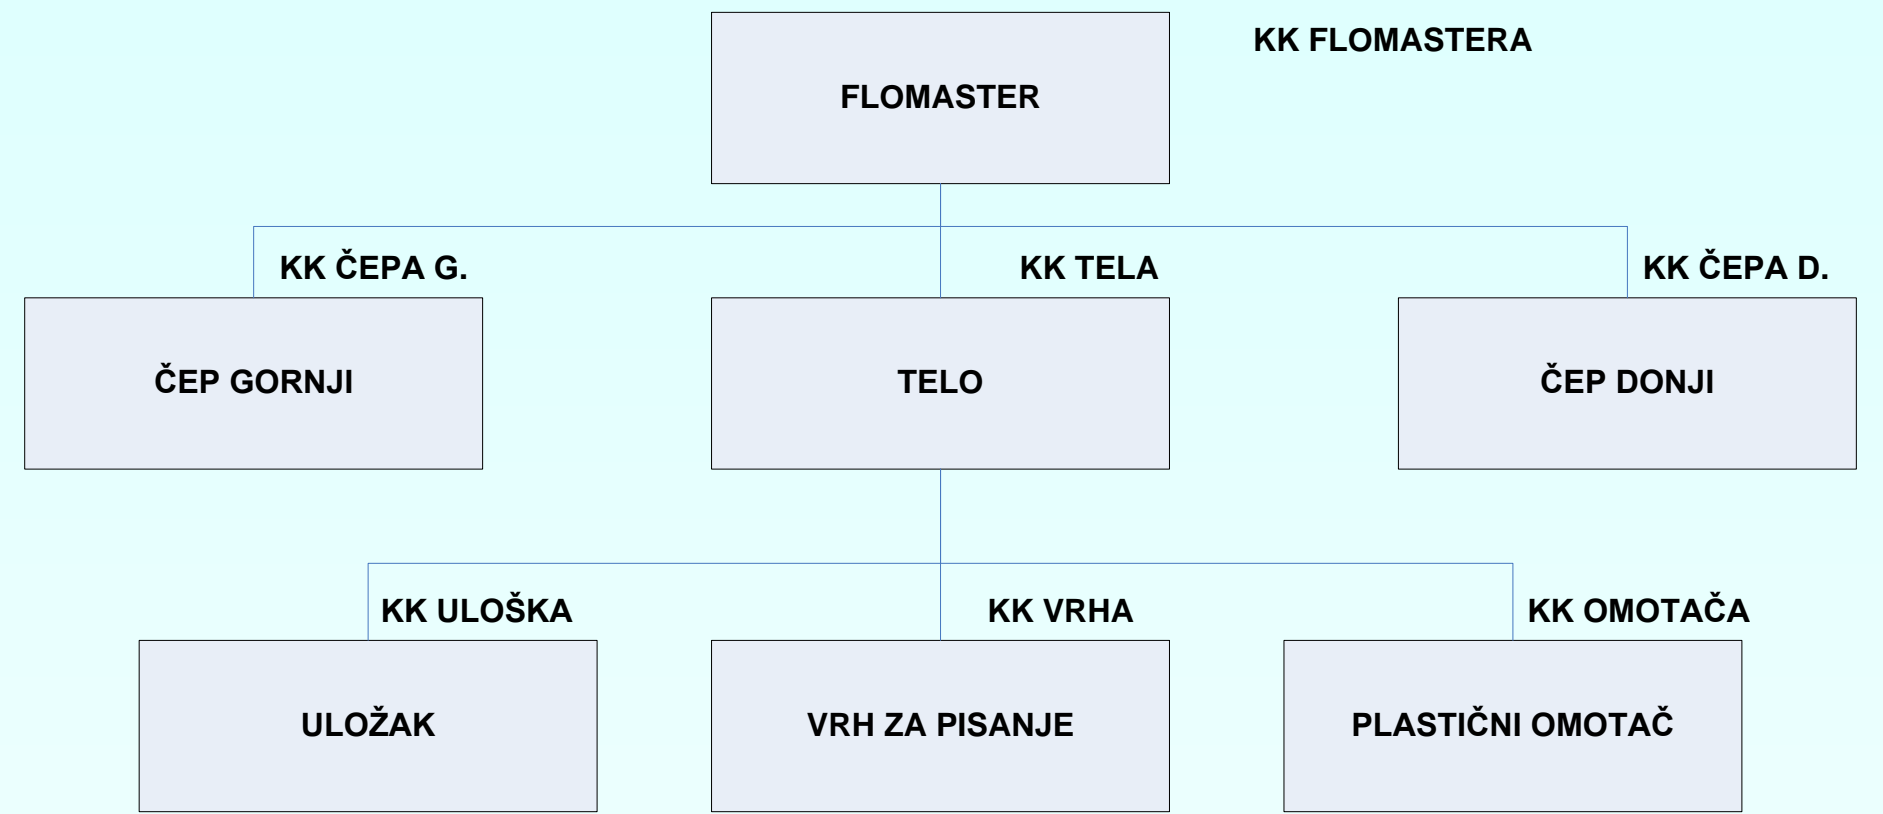 KK FLOMASTERA
FLOMASTER
KK ČEPA G.
KK TELA
KK ČEPA D.
ČEP GORNJI
TELO
ČEP DONJI
KK ULOŠKA
KK VRHA
KK OMOTAČA
ULOŽAK
VRH ZA PISANJE
PLASTIČNI OMOTAČ